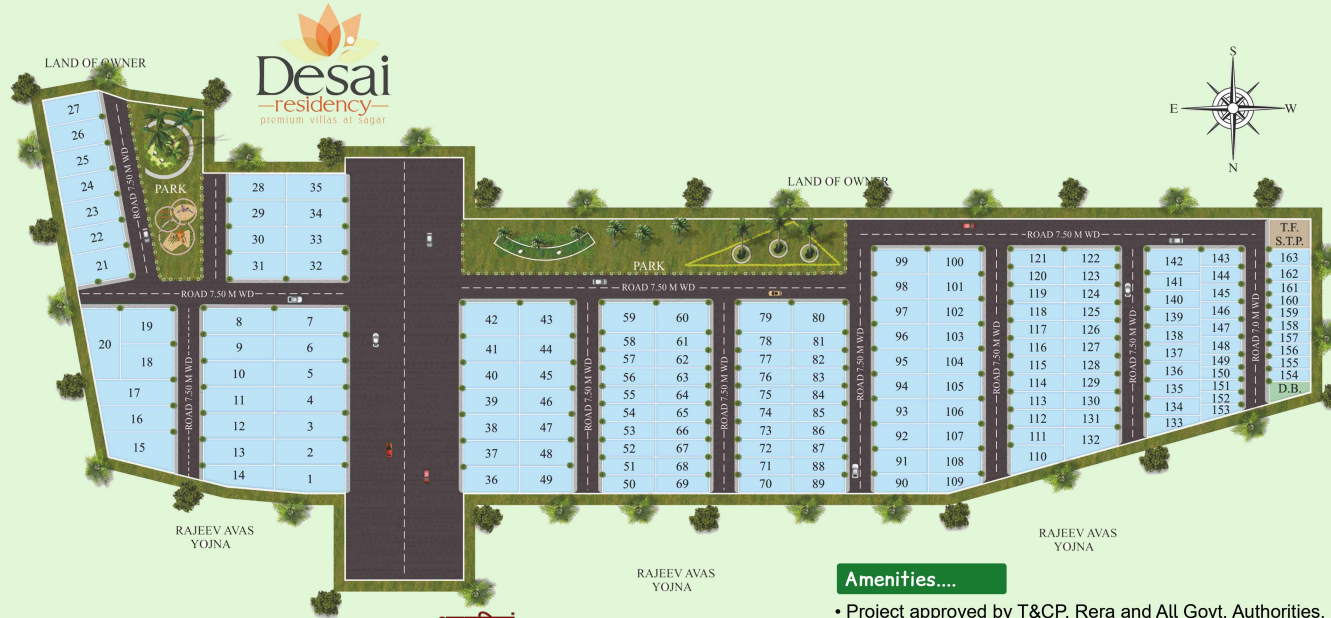 Desai
residency
premium villas at sagar
LAND OF OWNER
S
E W
N
LAND OF OWNER
27
26
25
24
23
22
21
ROAD 7.50 M WD
PARK
28 35
29 34
30 33
31 32
ROAD 7.50 M WD
20
19
18
17
16
15
ROAD 7.50 M WD
8 7
9 6
10 5
11 4
12 3
13 2
14 1
PARK
ROAD 7.50 M WD
42 43
41 44
40 45
39 46
38 47
37 48
36 49
ROAD 7.50 M WD
59 60
58 61
57 62
56 63
55 64
54 65
53 66
52 67
51 68
50 69
ROAD 7.50 M WD
79 80
78 81
77 82
76 83
75 84
74 85
73 86
72 87
71 88
70 89
ROAD 7.50 M WD
ROAD 7.50 M WD
99 100
98 101
97 102
96 103
95 104
94 105
93 106
92 107
91 108
90 109
ROAD 7.50 M WD
121 122
120 123
119 124
118 125
117 126
116 127
115 128
114 129
113 130
112 131
111 132
110
ROAD 7.50 M WD
142 143
141 144
140 145
139 146
138 147
137 148
136 149
135 150
134 151
133 152
153
ROAD 7.0 M WD
T.F.
S.T.P.
163
162
161
160
159
158
157
156
155
154
D.B.
RAJEEV AVAS
YOJNA
RAJEEV AVAS
YOJNA
RAJEEV AVAS
YOJNA
Amenities....
• Project approved by T&CP, Rera and All Govt. Authorities.